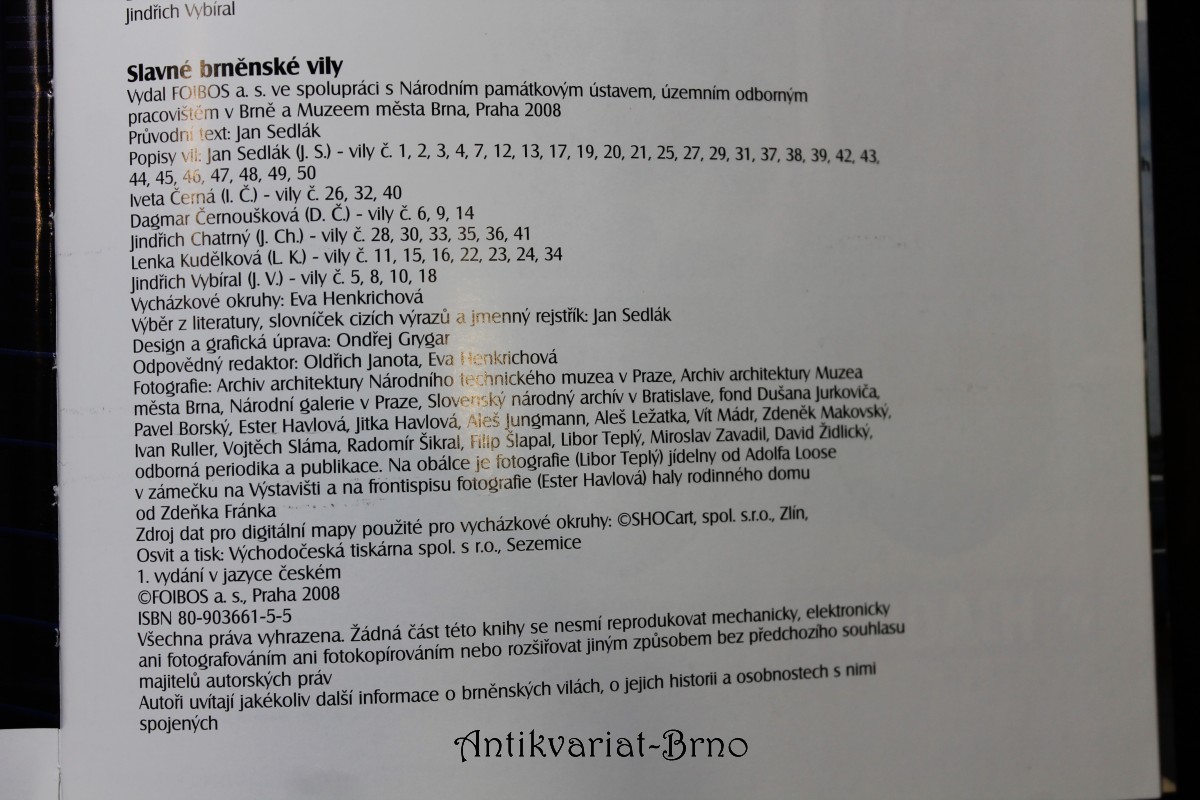 Jindřich Vybíral
Slavné brněnské vily
Vydal FOIBOS a. s. ve spolupráci s Národním památkovým ústavem, územním odborným
pracovištěm v Brně a Muzeem města Brna, Praha 2008
Průvodní text: Jan Sedlák
Popisy vil: Jan Sedlák (J. S.) - vily č. 1, 2, 3, 4, 7, 12, 13, 17, 19, 20, 21, 25, 27, 29, 31, 37, 38, 39, 42, 43,
44, 45, 46, 47, 48, 49, 50
Iveta Černá (I. Č.) - vily č. 26, 32, 40
Dagmar Černoušková (D. Č.) - vily č. 6, 9, 14
Jindřich Chatrný (J. Ch.) - vily č. 28, 30, 33, 35, 36, 41
Lenka Kudělková (L. K.) - vily č. 11, 15, 16, 22, 23, 24, 34
Jindřich Vybíral (J. V.) - vily č. 5, 8, 10, 18
Vycházkové okruhy: Eva Henkrichová
Výběr z literatury, slovníček cizích výrazů a jmenný rejstřík: Jan Sedlák
Design a grafická úprava: Ondřej Grygar
Odpovědný redaktor: Oldřich Janota, Eva Henkrichová
Fotografie: Archiv architektury Národního technického muzea v Praze, Archiv architektury Muzea
města Brna, Národní galerie v Praze, Slovenský národný archív v Bratislave, fond Dušana Jurkoviča,
Pavel Borský, Ester Havlová, Jitka Havlová, Aleš Jungmann, Aleš Ležatka, Vít Mádr, Zdeněk Makovský,
Ivan Ruller, Vojtěch Sláma, Radomír Šikral, Filip Šlapal, Libor Teplý, Miroslav Zavadil, David Židlický,
odborná periodika a publikace. Na obálce je fotografie (Libor Teplý) jídelny od Adolfa Loose
v zámečku na Výstavišti a na frontispisu fotografie (Ester Havlová) haly rodinného domu
od Zdeňka Fránka
Zdroj dat pro digitální mapy použité pro vycházkové okruhy: ©SHOCart, spol. s.r.o., Zlín,
Osvit a tisk: Východočeská tiskárna spol. s r.o., Sezemice
1. vydání v jazyce českém
©FOIBOS a. s., Praha 2008
ISBN 80-903661-5-5
Všechna práva vyhrazena. Žádná část této knihy se nesmí reprodukovat mechanicky, elektronicky
ani fotografováním ani fotokopírováním nebo rozšiřovat jiným způsobem bez předchozího souhlasu
majitelů autorských práv
Autoři uvítají jakékoliv další informace o brněnských vilách, o jejich historii a osobnostech s nimi
spojených
Antikvariat-Brno